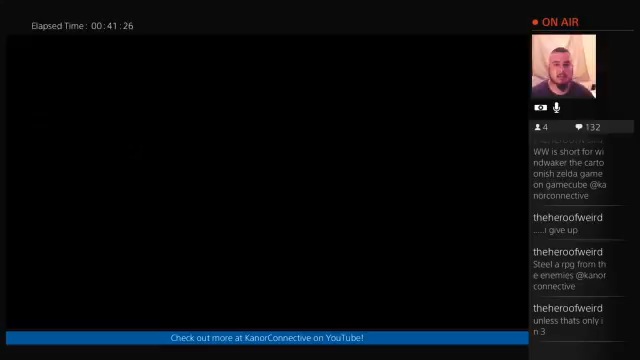 Elapsed Time : 00:41:26
ON AIR
4
132
WW is short for wi
ndwaker the carto
onish zelda game
on gamecube @ka
norconnective
theheroofweird
.....i give up
theheroofweird
Steel a rpg from th
e enemies @kanor
connective
theheroofweird
unless thats only i
n 3
Check out more at KanorConnective on YouTube!